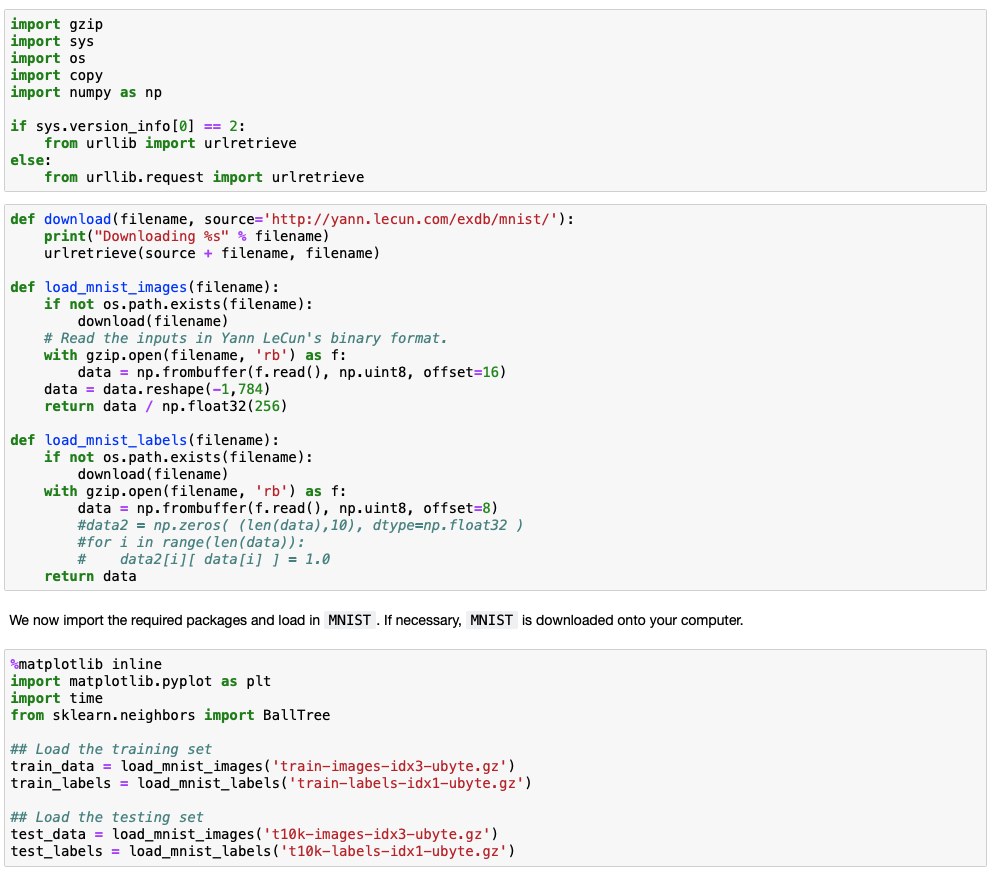 import gzip
import sys
import os
import copy
import numpy as np

if sys.version_info[0] == 2:
    from urllib import urlretrieve
else:
    from urllib.request import urlretrieve

def download(filename, source='http://yann.lecun.com/exdb/mnist/'):
    print("Downloading %s" % filename)
    urlretrieve(source + filename, filename)

def load_mnist_images(filename):
    if not os.path.exists(filename):
        download(filename)
    # Read the inputs in Yann LeCun's binary format.
    with gzip.open(filename, 'rb') as f:
        data = np.frombuffer(f.read(), np.uint8, offset=16)
    data = data.reshape(-1,784)
    return data / np.float32(256)

def load_mnist_labels(filename):
    if not os.path.exists(filename):
        download(filename)
    with gzip.open(filename, 'rb') as f:
        data = np.frombuffer(f.read(), np.uint8, offset=8)
        #data2 = np.zeros( (len(data),10), dtype=np.float32 )
        #for i in range(len(data)):
        #    data2[i][ data[i] ] = 1.0
    return data

We now import the required packages and load in MNIST . If necessary, MNIST is downloaded onto your computer.

%matplotlib inline
import matplotlib.pyplot as plt
import time
from sklearn.neighbors import BallTree

## Load the training set
train_data = load_mnist_images('train-images-idx3-ubyte.gz')
train_labels = load_mnist_labels('train-labels-idx1-ubyte.gz')

## Load the testing set
test_data = load_mnist_images('t10k-images-idx3-ubyte.gz')
test_labels = load_mnist_labels('t10k-labels-idx1-ubyte.gz')